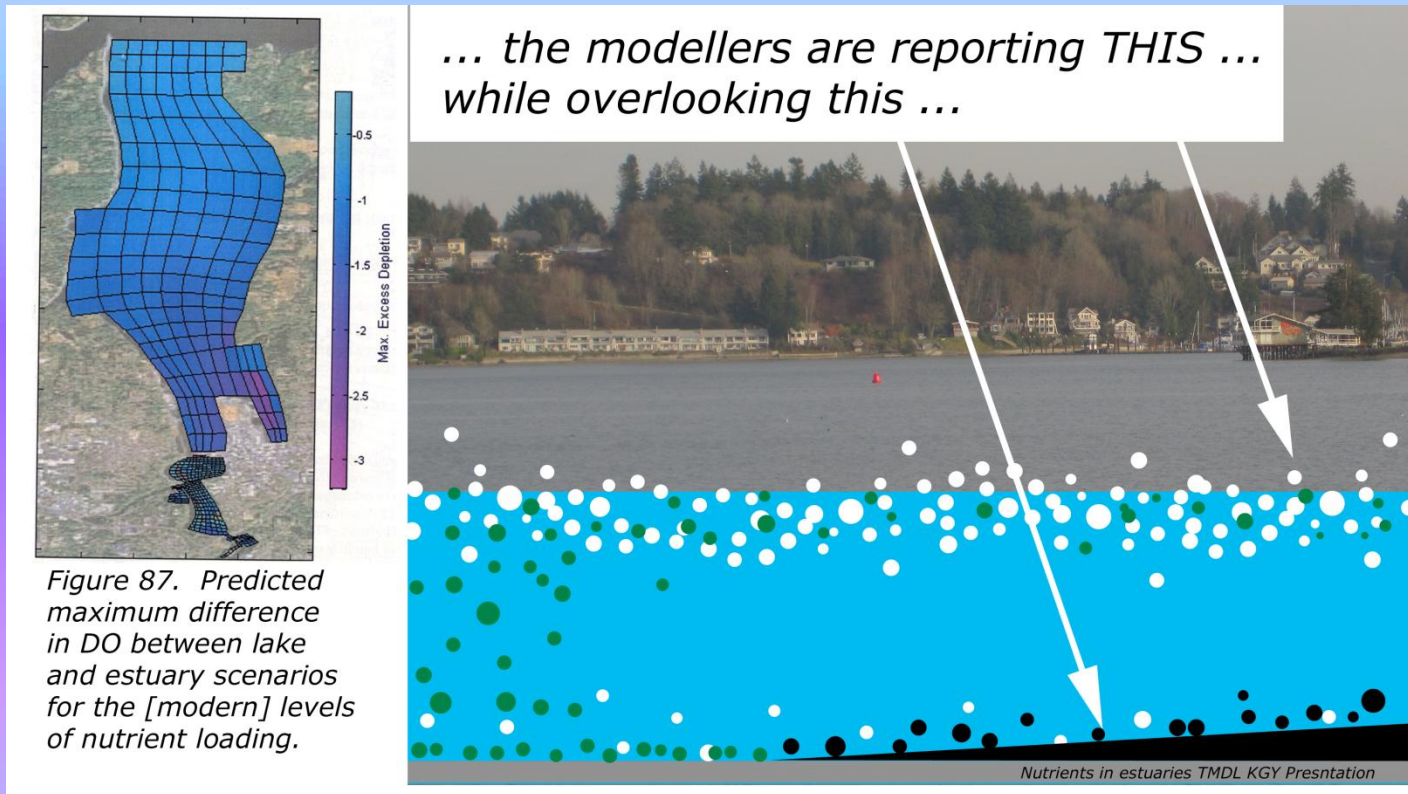 ... the modellers are reporting THIS ...
while overlooking this ...
-0.5
-1
-1.5
-2
-2.5
-3
Max. Excess Depletion
Figure 87. Predicted
maximum difference
in DO between lake
and estuary scenarios
for the [modern] levels
of nutrient loading.
Nutrients in estuaries TMDL KGY Presntation